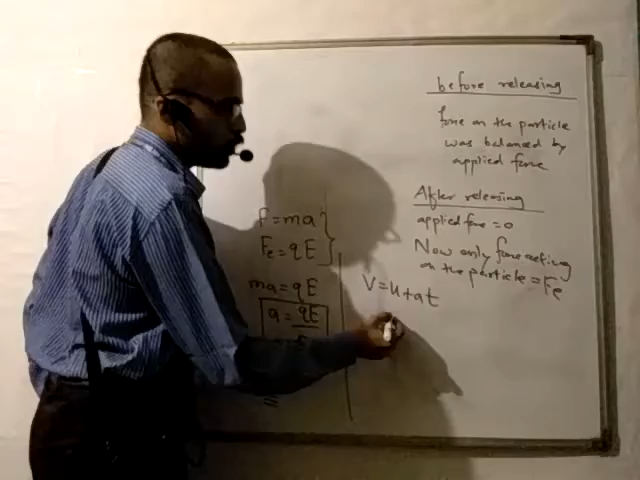 before releasing
force on the particle
was balanced by
applied force
After releasing
applied force = 0
Now only force acting
on the particle = Fe
F = ma
Fe = qE
ma = qE
a = qE
V = u + at